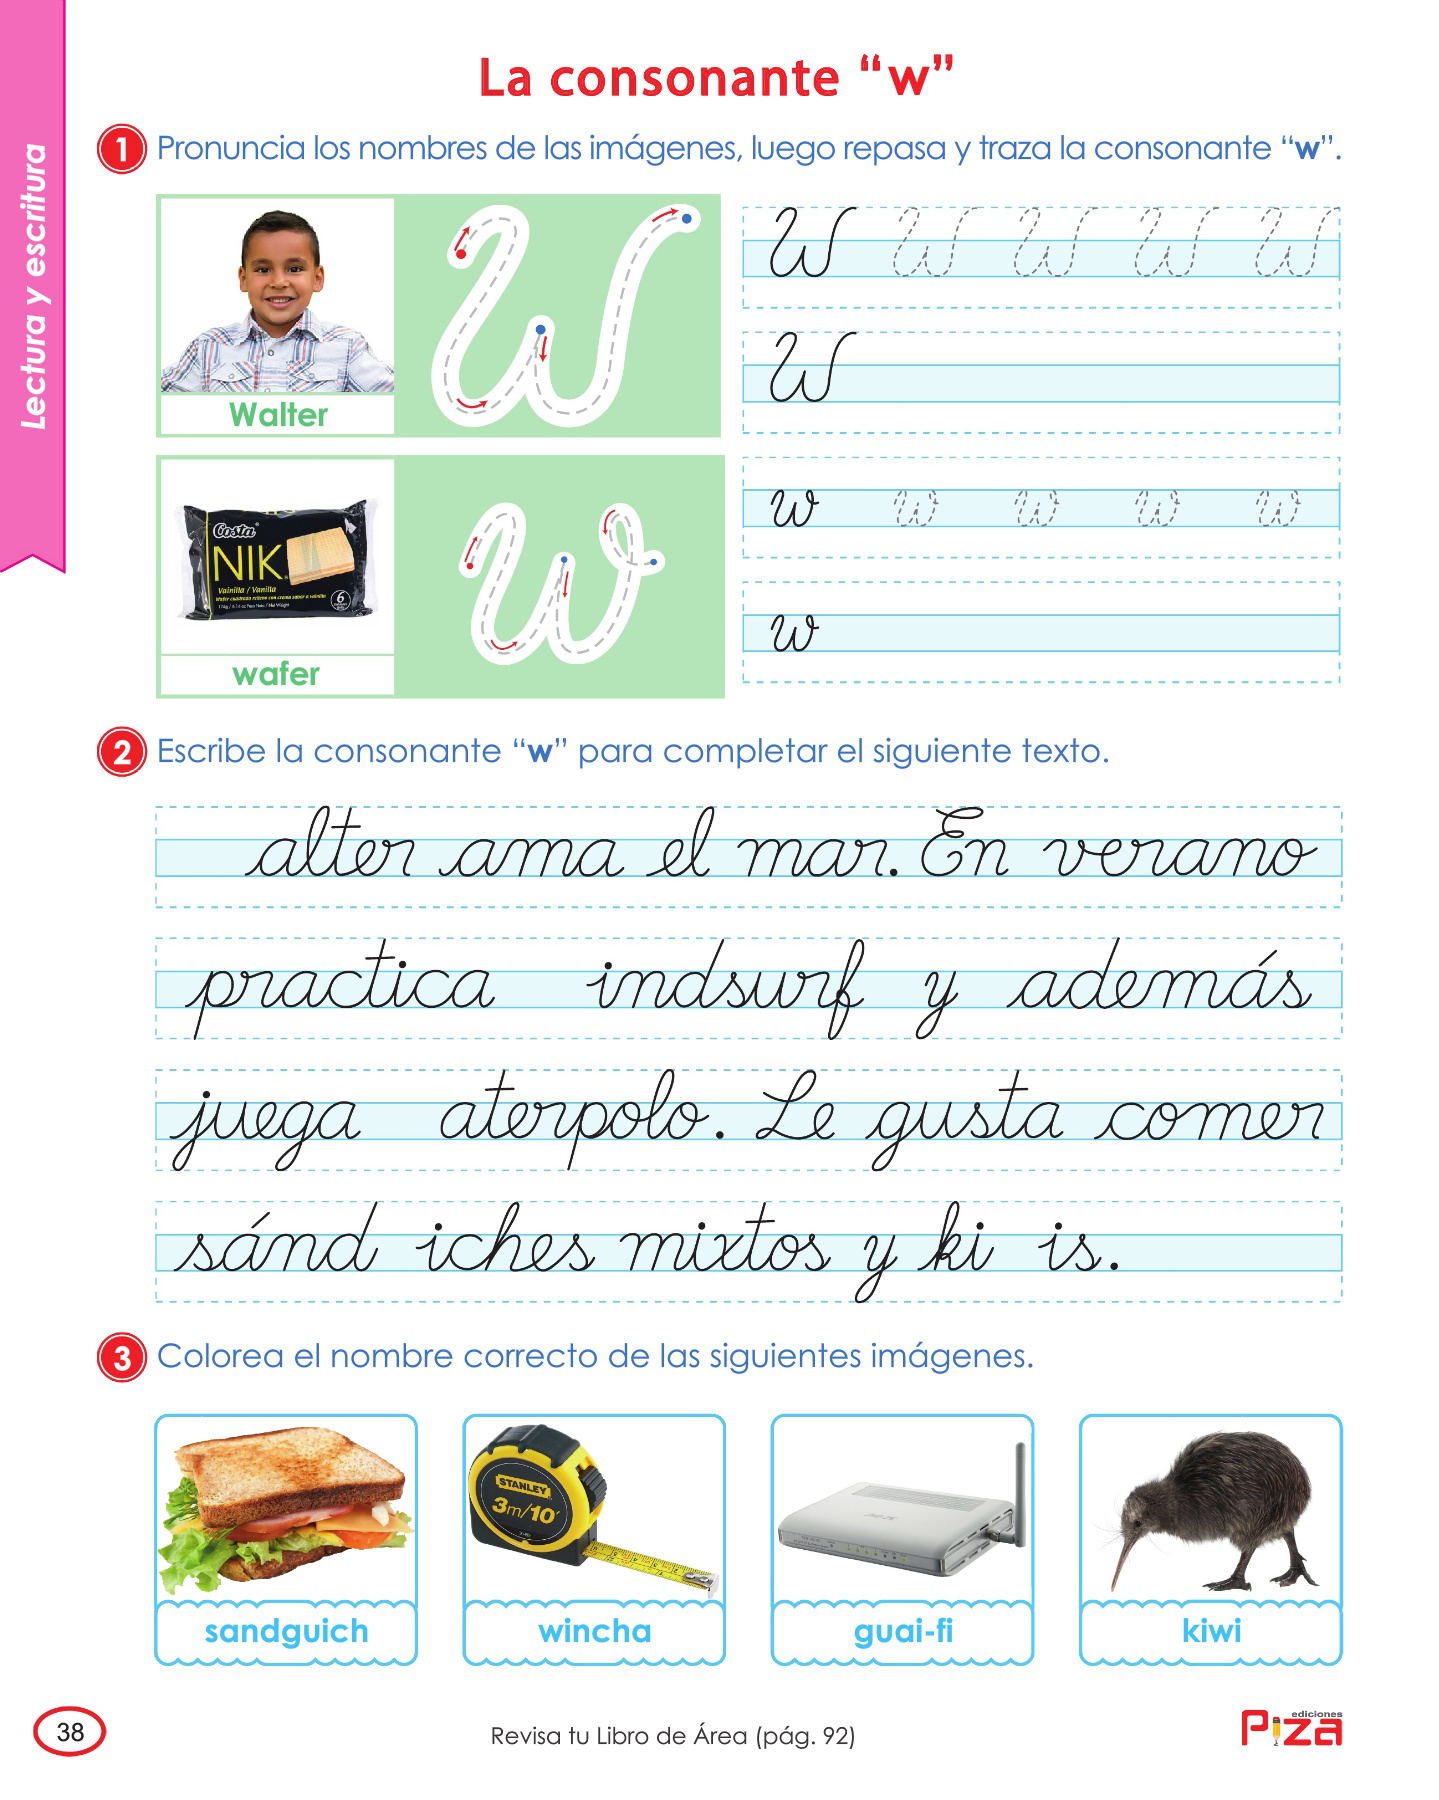 La consonante “w”
Lectura y escritura
1 Pronuncia los nombres de las imágenes, luego repasa y traza la consonante “w”.
W W W W W W
Walter
W
Costa
NIK
Vainilla / Vanilla
6
w w w w w w
wafer
w
2 Escribe la consonante “w” para completar el siguiente texto.
alter ama el mar. En verano
practica indsurf y además
juega aterpolo. Le gusta comer
sánd iches mixtos y ki is.
3 Colorea el nombre correcto de las siguientes imágenes.
STANLEY
3m/10'
sandguich wincha guai-fi kiwi
38
Revisa tu Libro de Área (pág. 92)
ediciones
Piza